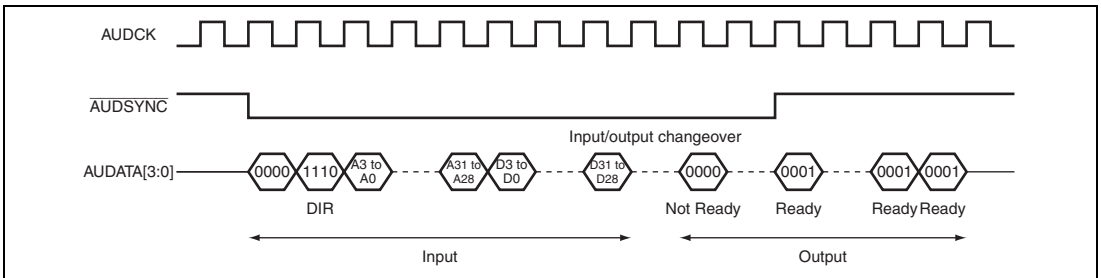 AUDCK
AUDSYNC
Input/output changeover
AUDATA[3:0]
0000
1110
A3 to
A0
A31 to
A28
D3 to
D0
D31 to
D28
0000
0001
0001
0001
DIR
Not Ready
Ready
Ready
Ready
Input
Output